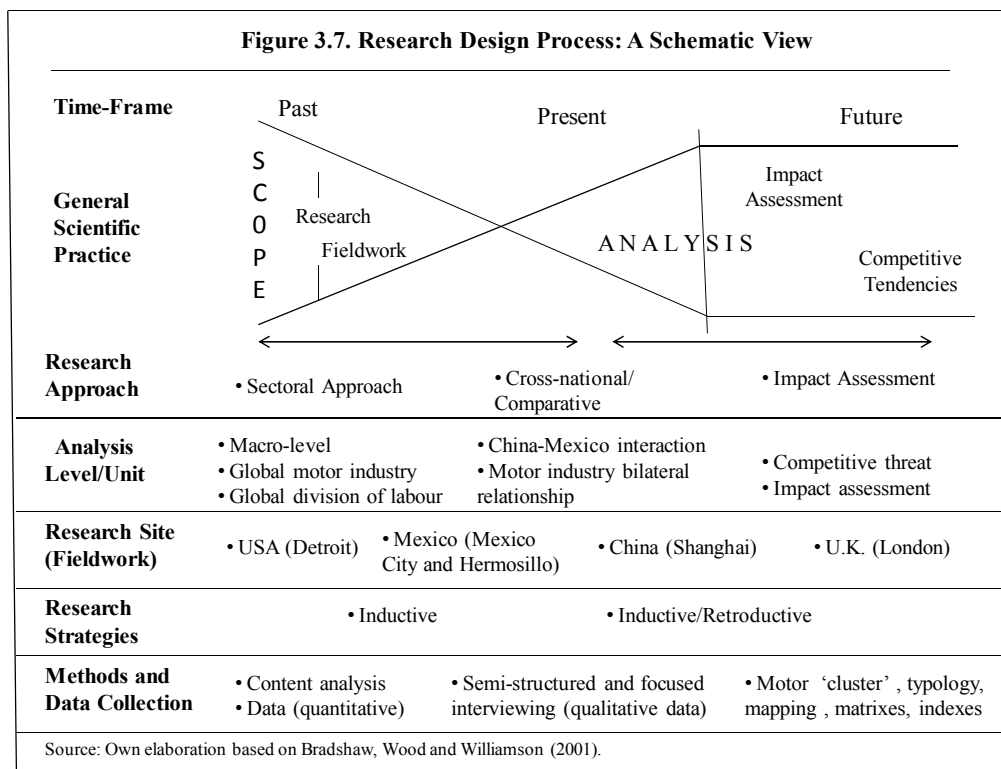 Figure 3.7. Research Design Process: A Schematic View
Time-Frame
Past
Present
Future
General
Scientific
Practice
S
C
O
P
E
Research
Fieldwork
A N A L Y S I S
Impact
Assessment
Competitive
Tendencies
Research
Approach
• Sectoral Approach
• Cross-national/
Comparative
• Impact Assessment
Analysis
Level/Unit
• Macro-level
• Global motor industry
• Global division of labour
• China-Mexico interaction
• Motor industry bilateral
relationship
• Competitive threat
• Impact assessment
Research Site
(Fieldwork)
• USA (Detroit)
• Mexico (Mexico
City and Hermosillo)
• China (Shanghai)
• U.K. (London)
Research
Strategies
• Inductive
• Inductive/Retroductive
Methods and
Data Collection
• Content analysis
• Data (quantitative)
• Semi-structured and focused
interviewing (qualitative data)
• Motor ‘cluster’ , typology,
mapping , matrixes, indexes
Source: Own elaboration based on Bradshaw, Wood and Williamson (2001).